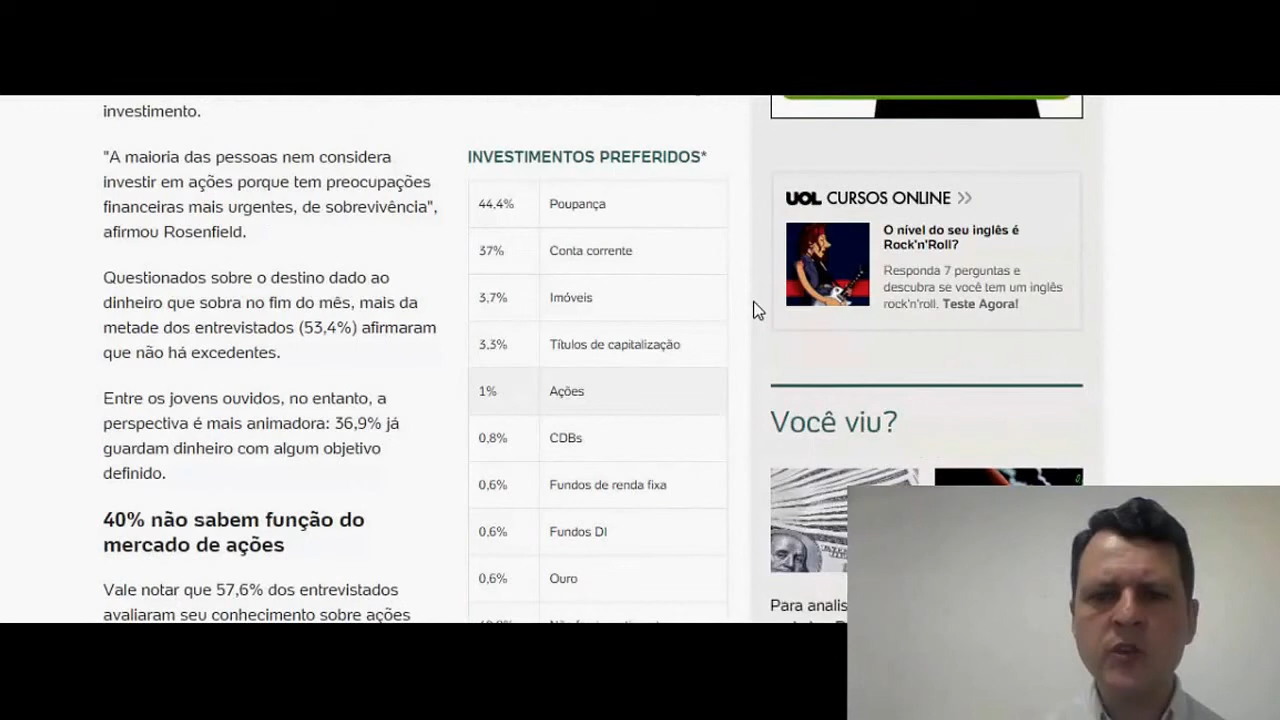 investimento.
"A maioria das pessoas nem considera
investir em ações porque tem preocupações
financeiras mais urgentes, de sobrevivência",
afirmou Rosenfield.
Questionados sobre o destino dado ao
dinheiro que sobra no fim do mês, mais da
metade dos entrevistados (53,4%) afirmaram
que não há excedentes.
Entre os jovens ouvidos, no entanto, a
perspectiva é mais animadora: 36,9% já
guardam dinheiro com algum objetivo
definido.
40% não sabem função do
mercado de ações
Vale notar que 57,6% dos entrevistados
avaliaram seu conhecimento sobre ações
INVESTIMENTOS PREFERIDOS*
44,4% Poupança
37% Conta corrente
3,7% Imóveis
3,3% Títulos de capitalização
1% Ações
0,8% CDBs
0,6% Fundos de renda fixa
0,6% Fundos DI
0,6% Ouro
UOL CURSOS ONLINE >>
O nível do seu inglês é
Rock'n'Roll?
Responda 7 perguntas e
descubra se você tem um inglês
rock'n'roll. Teste Agora!
Você viu?
Para analis